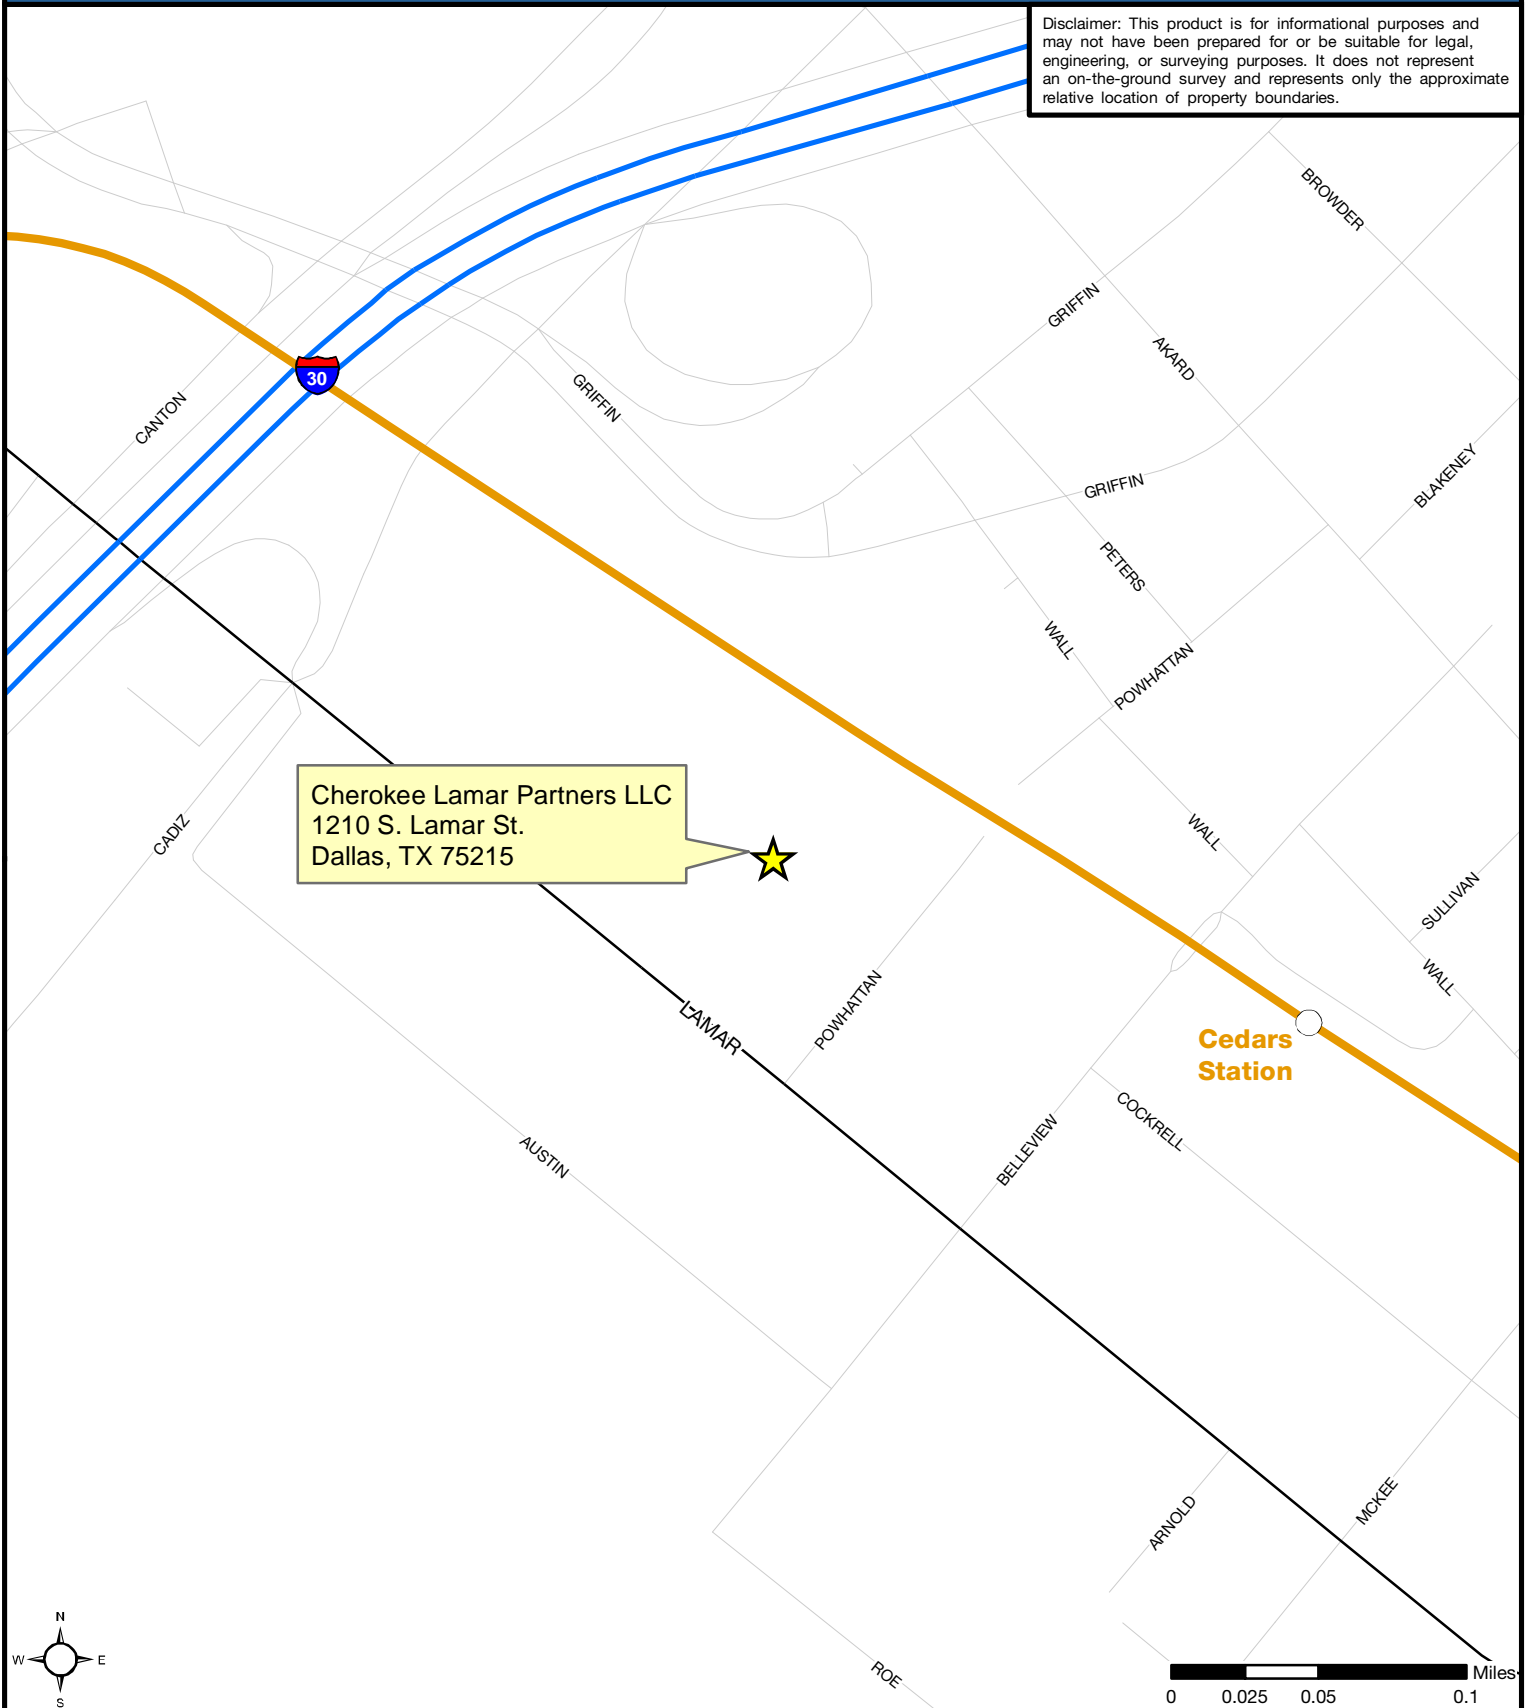 Disclaimer: This product is for informational purposes and
may not have been prepared for or be suitable for legal,
engineering, or surveying purposes. It does not represent
an on-the-ground survey and represents only the approximate
relative location of property boundaries.
BROWDER
GRIFFIN
AKARD
30
GRIFFIN
CANTON
GRIFFIN
BLAKENEY
PETERS
WALL
POWHATTAN
Cherokee Lamar Partners LLC
1210 S. Lamar St.
Dallas, TX 75215
CADIZ
WALL
SULLIVAN
WALL
POWHATTAN
LAMAR
Cedars
Station
COCKRELL
BELLEVIEW
AUSTIN
MCKEE
ARNOLD
ROE
N
W E
S
Miles
0 0.025 0.05 0.1